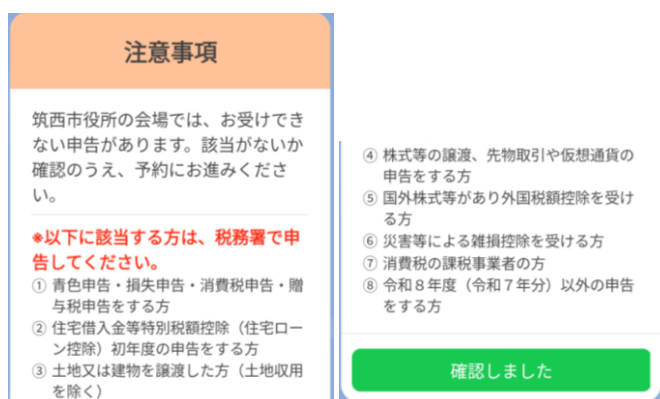 注意事項
筑西市役所の会場では、お受けでき
ない申告があります。該当がないか
確認のうえ、予約にお進みくださ
い。
※以下に該当する方は、税務署で申
告してください。
① 青色申告・損失申告・消費税申告・贈
与税申告をする方
② 住宅借入金等特別税額控除（住宅ロー
ン控除）初年度の申告をする方
③ 土地又は建物を譲渡した方（土地収用
を除く）
④ 株式等の譲渡、先物取引や仮想通貨の
申告をする方
⑤ 国外株式等があり外国税額控除を受け
る方
⑥ 災害等による雑損控除を受ける方
⑦ 消費税の課税事業者の方
⑧ 令和８年度（令和７年分）以外の申告
をする方
確認しました